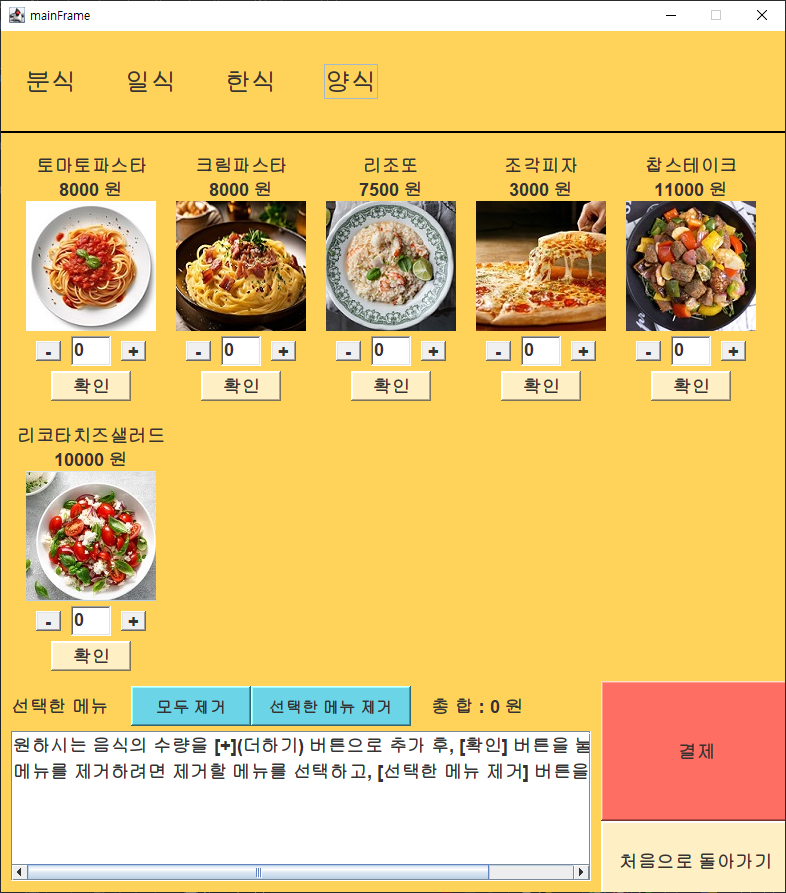 mainFrame
분식 일식 한식 양식
토마토파스타 크림파스타 리조또 조각피자 찹스테이크
8000 원 8000 원 7500 원 3000 원 11000 원
- 0 + - 0 + - 0 + - 0 + - 0 +
확인 확인 확인 확인 확인
리코타치즈샐러드
10000 원
- 0 +
확인
선택한 메뉴 모두 제거 선택한 메뉴 제거 총 합 : 0 원
원하시는 음식의 수량을 [+](더하기) 버튼으로 추가 후, [확인] 버튼을
메뉴를 제거하려면 제거할 메뉴를 선택하고, [선택한 메뉴 제거] 버튼을
결제
처음으로 돌아가기